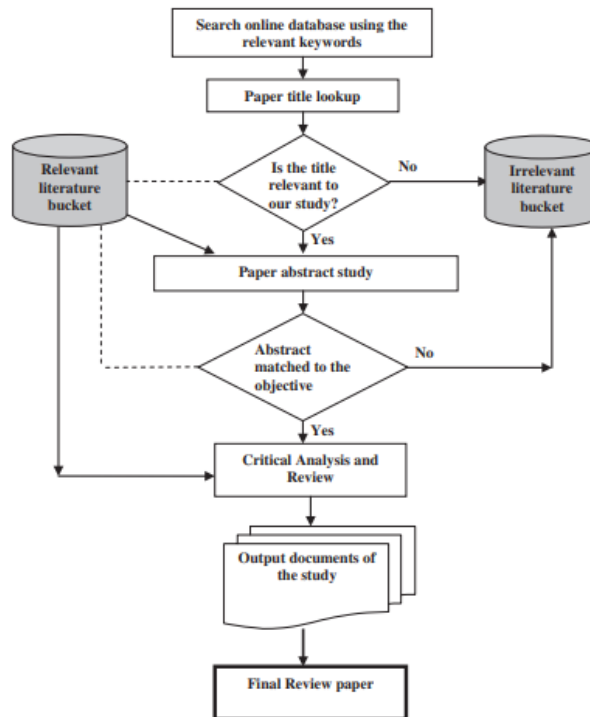 Search online database using the
relevant keywords
Paper title lookup
Relevant
literature
bucket
Is the title
relevant to
our study?
No
Irrelevant
literature
bucket
Yes
Paper abstract study
Abstract
matched to the
objective
No
Yes
Critical Analysis and
Review
Output documents of
the study
Final Review paper